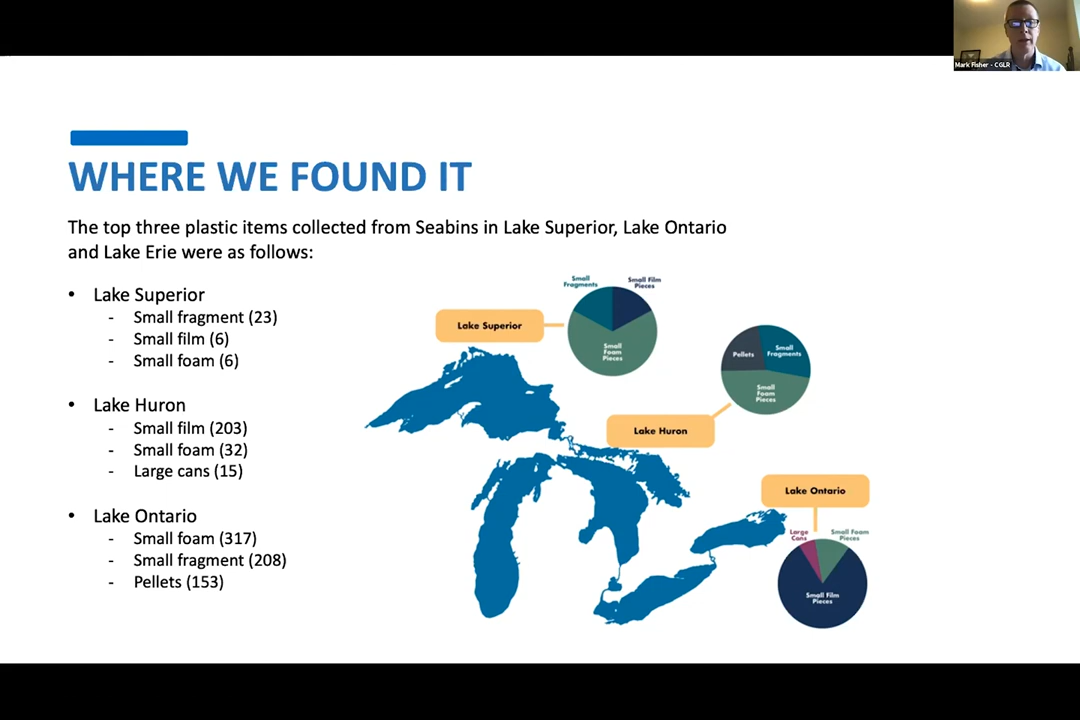 Mark Fisher - CGLR
WHERE WE FOUND IT
The top three plastic items collected from Seabins in Lake Superior, Lake Ontario
and Lake Erie were as follows:
• Lake Superior
- Small fragment (23)
- Small film (6)
- Small foam (6)
• Lake Huron
- Small film (203)
- Small foam (32)
- Large cans (15)
• Lake Ontario
- Small foam (317)
- Small fragment (208)
- Pellets (153)
Lake Superior
Small
Fragments
Small Film
Pieces
Small
Foam
Pieces
Lake Huron
Pellets
Small
Fragments
Small
Foam
Pieces
Lake Ontario
Large
Cans
Small Foam
Pieces
Small Film
Pieces